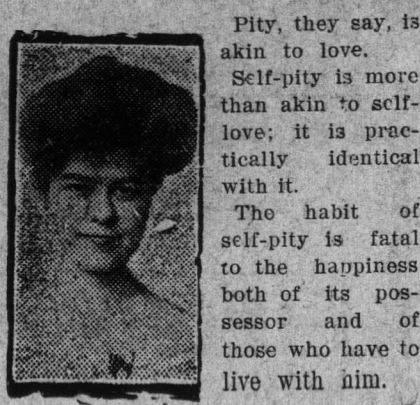 Pity, they say, is
akin to love.
Self-pity is more
than akin to self-
love; it is prac-
tically identical
with it.
The habit of
self-pity is fatal
to the happiness
both of its pos-
sessor and of
those who have to
live with him.